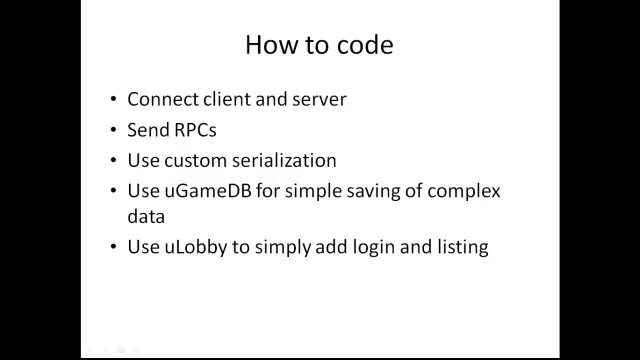 How to code
• Connect client and server
• Send RPCs
• Use custom serialization
• Use uGameDB for simple saving of complex
data
• Use uLobby to simply add login and listing